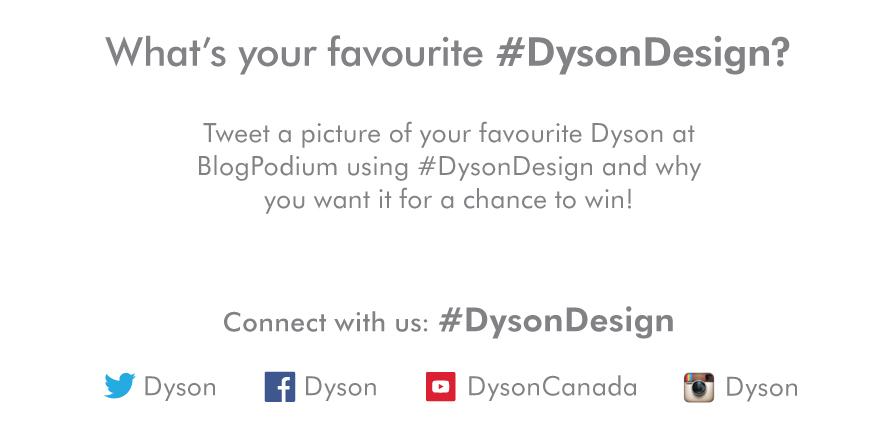 What’s your favourite #DysonDesign?
Tweet a picture of your favourite Dyson at
BlogPodium using #DysonDesign and why
you want it for a chance to win!
Connect with us: #DysonDesign
Dyson Dyson DysonCanada Dyson